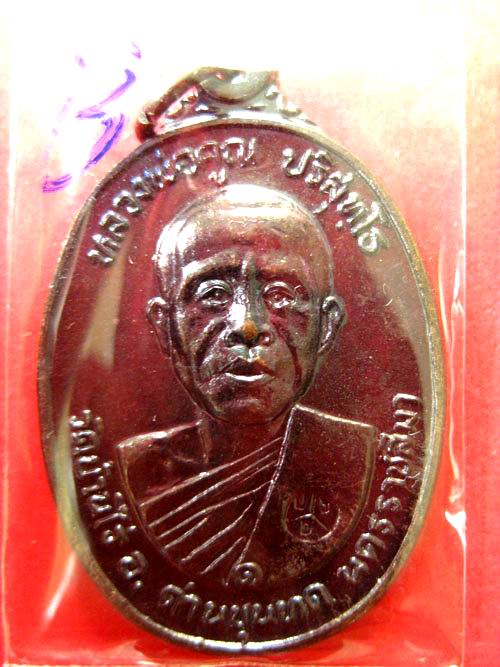 หลวงพ่อคูณ ปริสุทฺโธ
วัดบ้านไร่ อ.ด่านขุนทด นครราชสีมา
๑